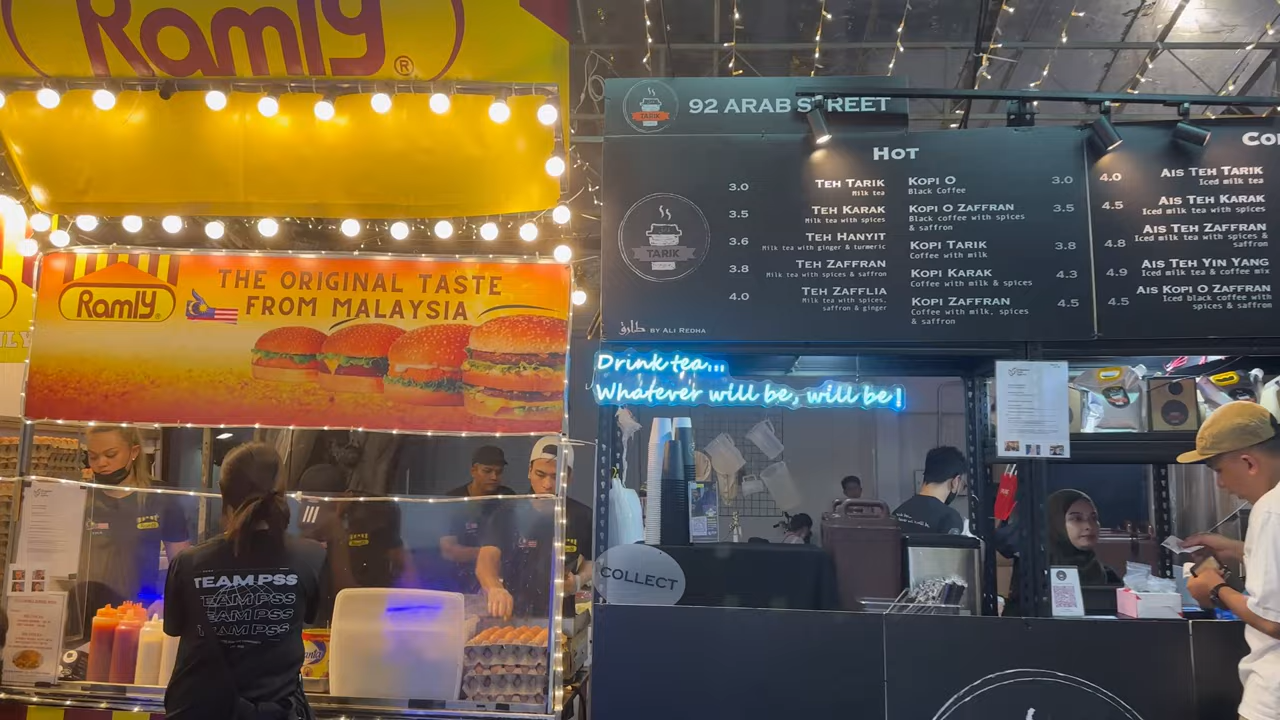 Ramly®
THE ORIGINAL TASTE
FROM MALAYSIA
Ramly
TEAM PSS
TEAM PSS
TEAM PSS
TEAM PSS
92 ARAB STREET
TARIK
HOT
TARIK
3.0 TEH TARIK
Milk tea
3.5 TEH KARAK
Milk tea with spices
3.6 TEH HANYIT
Milk tea with ginger & turmeric
3.8 TEH ZAFFRAN
Milk tea with spices & saffron
4.0 TEH ZAFFLIA
Milk tea with spices,
saffron & ginger
KOPI O 3.0
Black Coffee
KOPI O ZAFFRAN 3.5
Black coffee with spices
& saffron
KOPI TARIK 3.8
Coffee with milk
KOPI KARAK 4.3
Coffee with milk & spices
KOPI ZAFFRAN 4.5
Coffee with milk, spices
& saffron
4.0 AIS TEH TARIK
Iced milk tea
4.5 AIS TEH KARAK
Iced milk tea with spices
4.8 AIS TEH ZAFFRAN
Iced milk tea with spices &
saffron
4.9 AIS TEH YIN YANG
Iced milk tea & coffee mix
4.5 AIS KOPI O ZAFFRAN
Iced black coffee
with spices & saffron
BY ALI REDHA
Drink tea...
Whatever will be, will be!
COLLECT